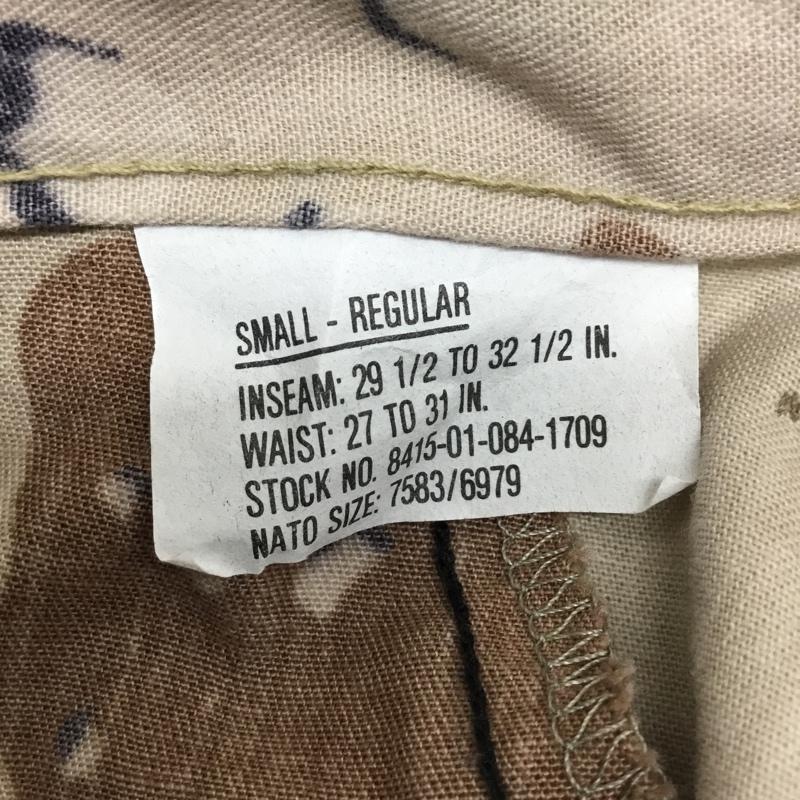 SMALL - REGULAR
INSEAM: 29 1/2 TO 32 1/2 IN.
WAIST: 27 TO 31 IN.
STOCK NO. 8415-01-084-1709
NATO SIZE: 7583/6979